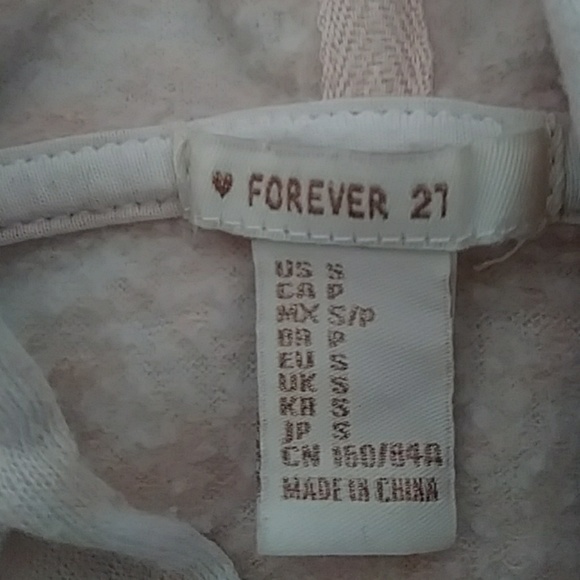 ♥ FOREVER 21
US S
CA P
MX S/P
BR P
EU S
UK S
KR S
JP S
CN 160/84A
MADE IN CHINA